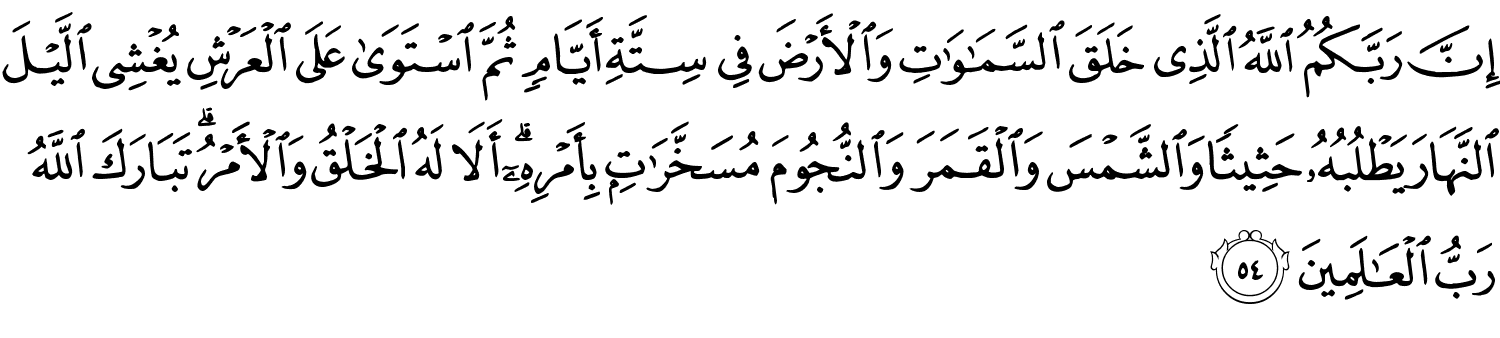 إِنَّ رَبَّكُمُ ٱللَّهُ ٱلَّذِى خَلَقَ ٱلسَّمَـٰوَٰتِ وَٱلْأَرْضَ فِى سِتَّةِ أَيَّامٍ ثُمَّ ٱسْتَوَىٰ عَلَى ٱلْعَرْشِ يُغْشِى ٱلَّيْلَ
ٱلنَّهَارَ يَطْلُبُهُۥ حَثِيثًا وَٱلشَّمْسَ وَٱلْقَمَرَ وَٱلنُّجُومَ مُسَخَّرَٰتٍۭ بِأَمْرِهِۦٓ ۗ أَلَا لَهُ ٱلْخَلْقُ وَٱلْأَمْرُ ۗ تَبَارَكَ ٱللَّهُ
رَبُّ ٱلْعَـٰلَمِينَ ٥٤